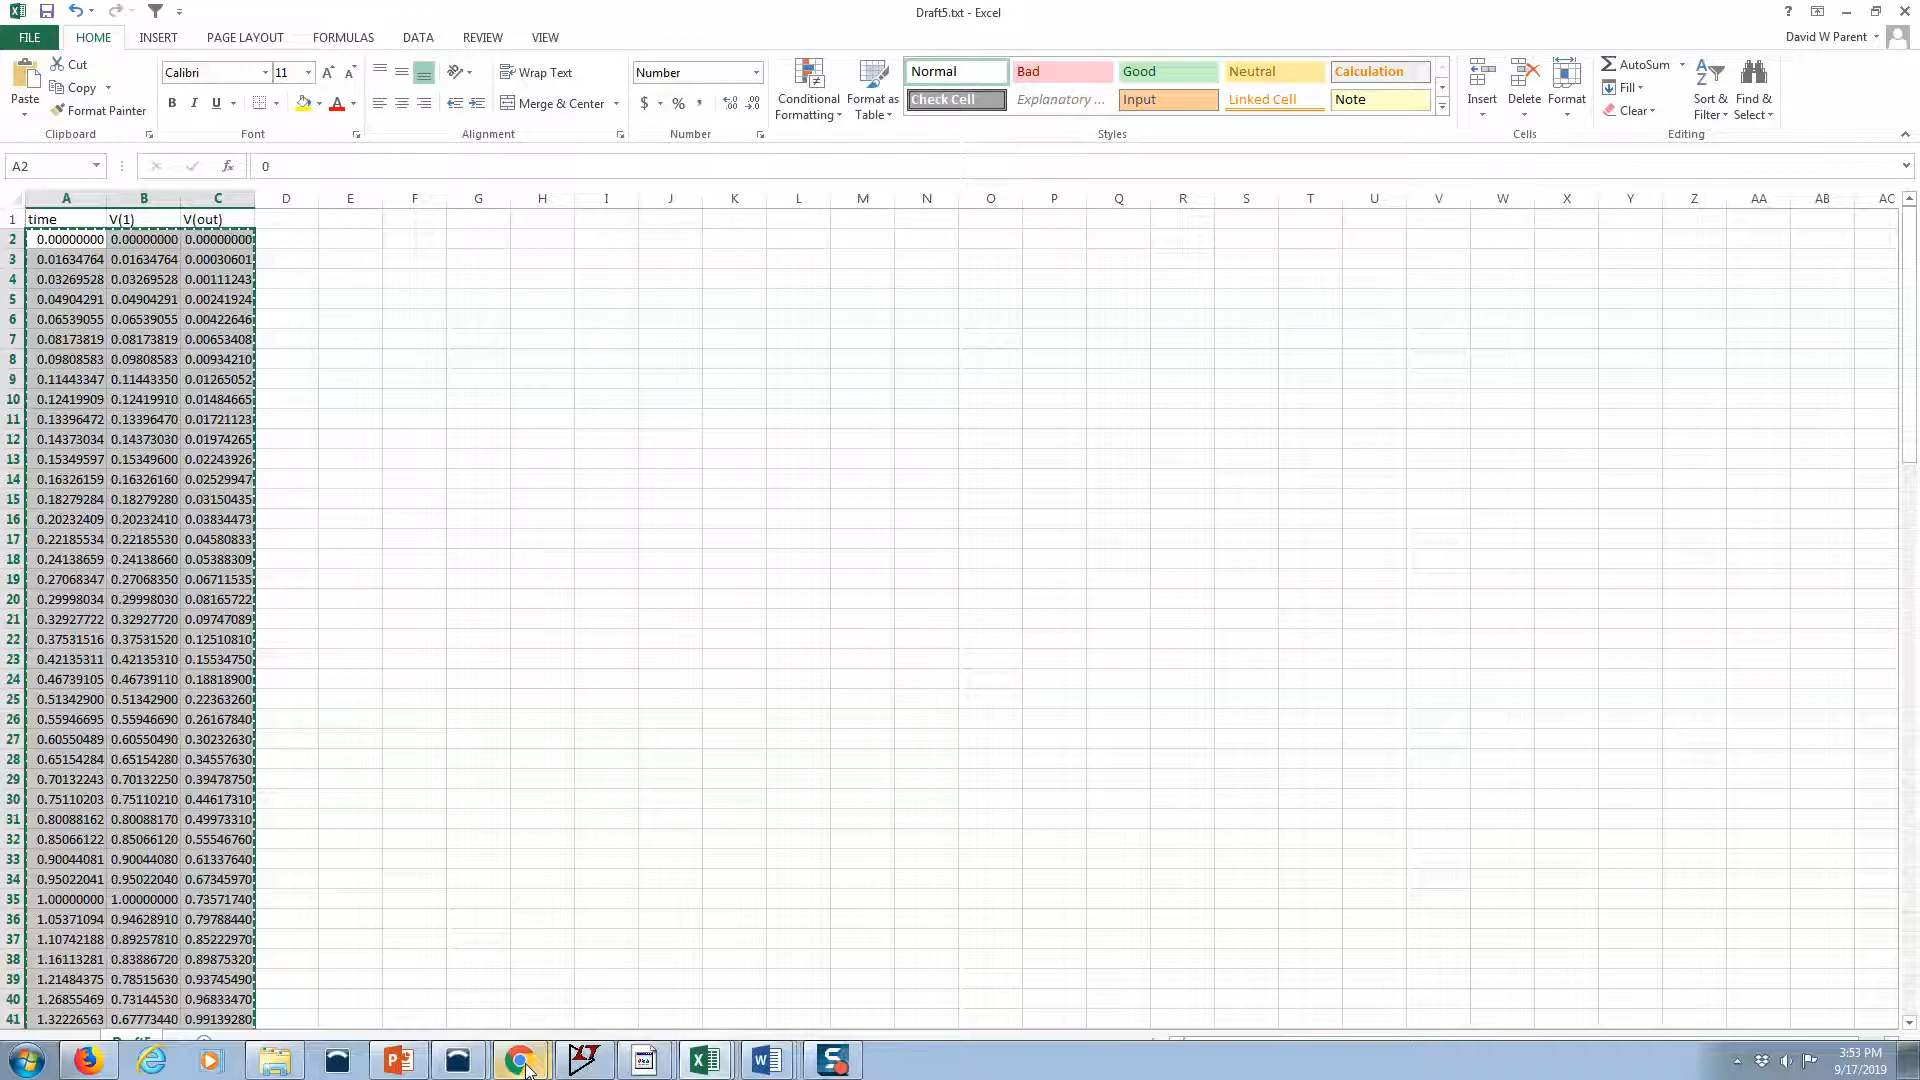 Draft5.txt - Excel
FILE HOME INSERT PAGE LAYOUT FORMULAS DATA REVIEW VIEW
David W Parent
Paste
Cut
Copy
Format Painter
Clipboard
Calibri 11
B I U
Font
Wrap Text
Merge & Center
Alignment
Number
$ %
Number
Conditional Formatting
Format as Table
Normal Bad Good Neutral Calculation
Check Cell Explanatory ... Input Linked Cell Note
Styles
Insert Delete Format
Cells
AutoSum
Fill
Clear
Sort & Filter
Find & Select
Editing
A2 fx 0
A B C D E F G H I J K L M N O P Q R S T U V W X Y Z AA AB AC
1 time V(1) V(out)
2 0.00000000 0.00000000 0.00000000
3 0.01634764 0.01634764 0.00030601
4 0.03269528 0.03269528 0.00111243
5 0.04904291 0.04904291 0.00241924
6 0.06539055 0.06539055 0.00422646
7 0.08173819 0.08173819 0.00653408
8 0.09808583 0.09808583 0.00934210
9 0.11443347 0.11443350 0.01265052
10 0.12419909 0.12419910 0.01484665
11 0.13396472 0.13396470 0.01721123
12 0.14373034 0.14373030 0.01974265
13 0.15349597 0.15349600 0.02243926
14 0.16326159 0.16326160 0.02529947
15 0.18279284 0.18279280 0.03150435
16 0.20232409 0.20232410 0.03834473
17 0.22185534 0.22185530 0.04580833
18 0.24138659 0.24138660 0.05388309
19 0.27068347 0.27068350 0.06711535
20 0.29998034 0.29998030 0.08165722
21 0.32927722 0.32927720 0.09747089
22 0.37531516 0.37531520 0.12510810
23 0.42135311 0.42135310 0.15534750
24 0.46739105 0.46739110 0.18818900
25 0.51342900 0.51342900 0.22363260
26 0.55946695 0.55946690 0.26167840
27 0.60550489 0.60550490 0.30232630
28 0.65154284 0.65154280 0.34557630
29 0.70132243 0.70132250 0.39478750
30 0.75110203 0.75110210 0.44617310
31 0.80088162 0.80088170 0.49973310
32 0.85066122 0.85066120 0.55546760
33 0.90044081 0.90044080 0.61337640
34 0.95022041 0.95022040 0.67345970
35 1.00000000 1.00000000 0.73571740
36 1.05371094 0.94628910 0.79788440
37 1.10742188 0.89257810 0.85222970
38 1.16113281 0.83886720 0.89875320
39 1.21484375 0.78515630 0.93745490
40 1.26855469 0.73144530 0.96833470
41 1.32226563 0.67773440 0.99139280
3:53 PM
9/17/2019